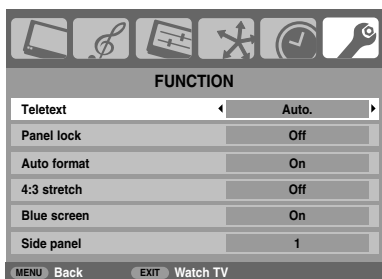 FUNCTION
Teletext Auto.
Panel lock Off
Auto format On
4:3 stretch Off
Blue screen On
Side panel 1
MENU Back EXIT Watch TV